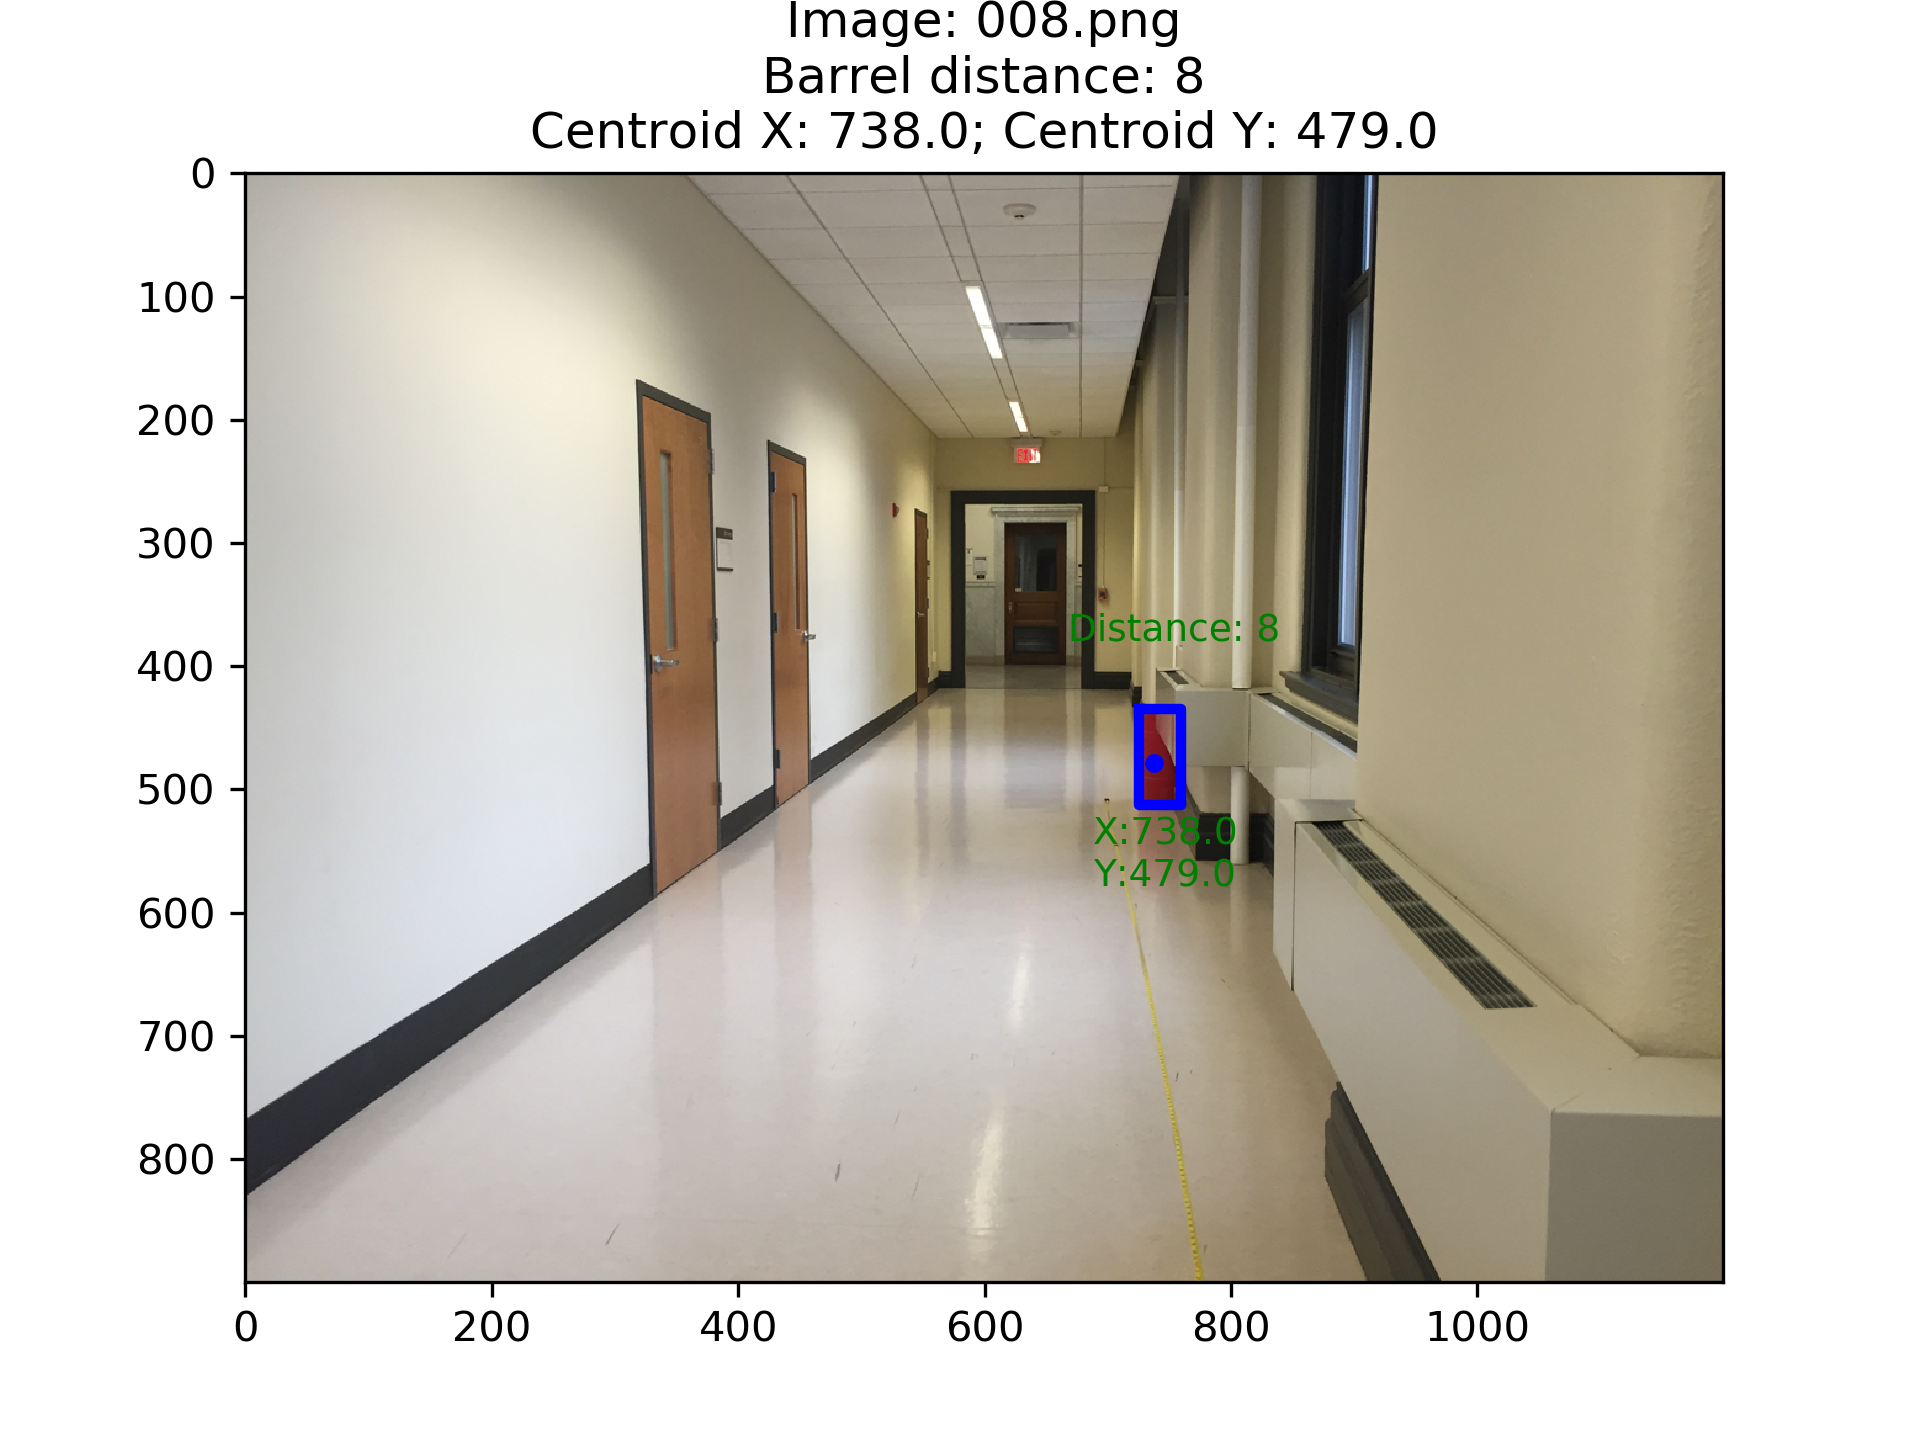 Image: 008.png
Barrel distance: 8
Centroid X: 738.0; Centroid Y: 479.0
0
100
200
300
400
500
600
700
800
EXIT
Distance: 8
X:738.0
Y:479.0
0
200
400
600
800
1000